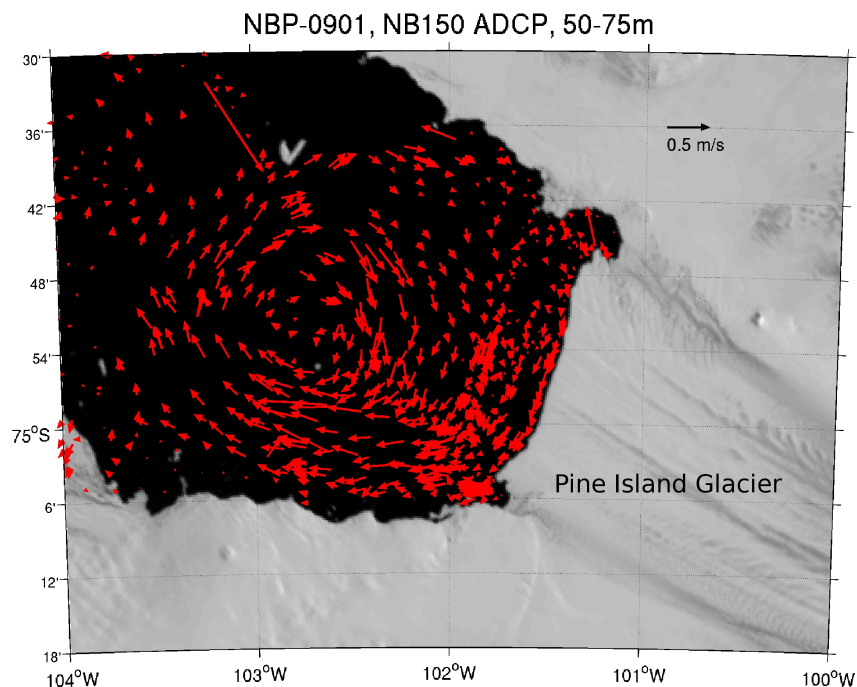 NBP-0901, NB150 ADCP, 50-75m
30'
36'
0.5 m/s
42'
48'
54'
75°S
Pine Island Glacier
6'
12'
18'
104°W 103°W 102°W 101°W 100°W